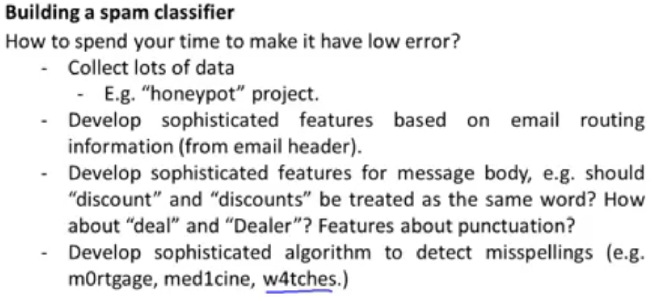 Building a spam classifier
How to spend your time to make it have low error?
- Collect lots of data
- E.g. “honeypot” project.
- Develop sophisticated features based on email routing
information (from email header).
- Develop sophisticated features for message body, e.g. should
“discount” and “discounts” be treated as the same word? How
about “deal” and “Dealer”? Features about punctuation?
- Develop sophisticated algorithm to detect misspellings (e.g.
m0rtgage, med1cine, w4tches.)